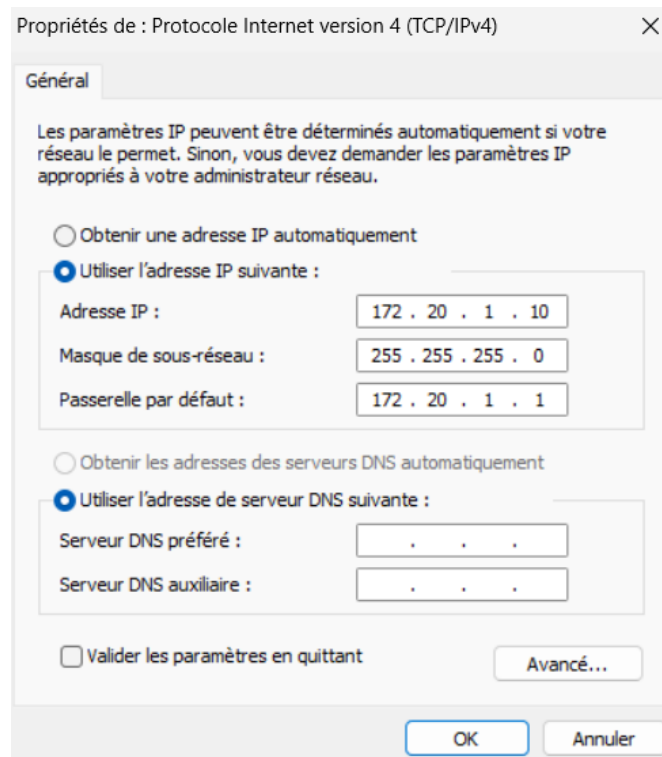 Propriétés de : Protocole Internet version 4 (TCP/IPv4)
Général
Les paramètres IP peuvent être déterminés automatiquement si votre
réseau le permet. Sinon, vous devez demander les paramètres IP
appropriés à votre administrateur réseau.
Obtenir une adresse IP automatiquement
Utiliser l'adresse IP suivante :
Adresse IP : 172 . 20 . 1 . 10
Masque de sous-réseau : 255 . 255 . 255 . 0
Passerelle par défaut : 172 . 20 . 1 . 1
Obtenir les adresses des serveurs DNS automatiquement
Utiliser l'adresse de serveur DNS suivante :
Serveur DNS préféré : . . .
Serveur DNS auxiliaire : . . .
Valider les paramètres en quittant Avancé...
OK Annuler